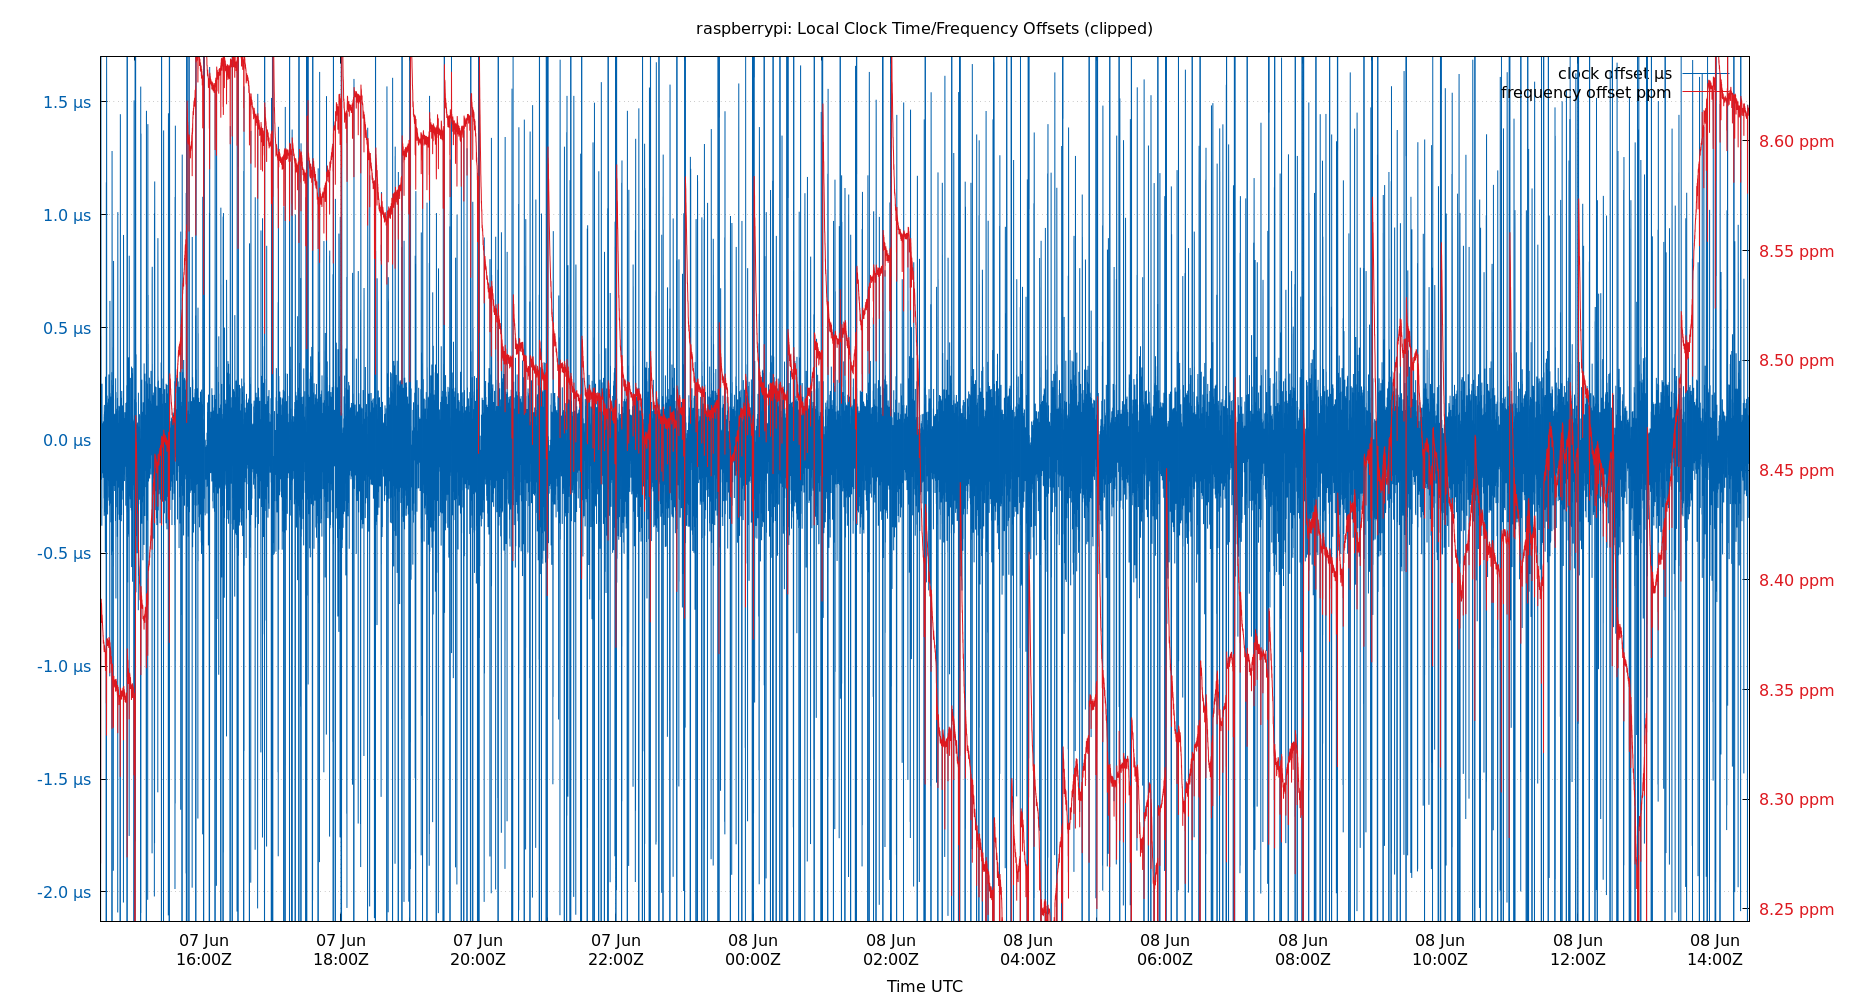 raspberrypi: Local Clock Time/Frequency Offsets (clipped)
clock offset µs
frequency offset ppm
1.5 µs
1.0 µs
0.5 µs
0.0 µs
-0.5 µs
-1.0 µs
-1.5 µs
-2.0 µs
8.60 ppm
8.55 ppm
8.50 ppm
8.45 ppm
8.40 ppm
8.35 ppm
8.30 ppm
8.25 ppm
07 Jun
16:00Z
07 Jun
18:00Z
07 Jun
20:00Z
07 Jun
22:00Z
08 Jun
00:00Z
08 Jun
02:00Z
08 Jun
04:00Z
08 Jun
06:00Z
08 Jun
08:00Z
08 Jun
10:00Z
08 Jun
12:00Z
08 Jun
14:00Z
Time UTC